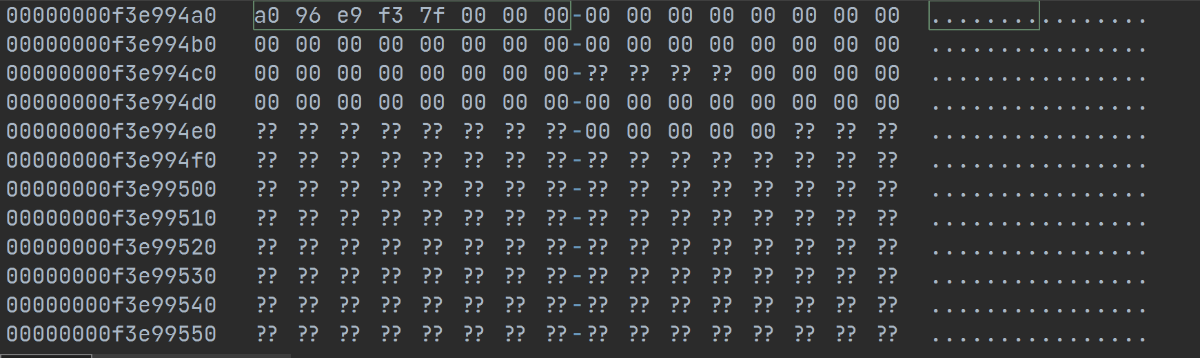 00000000f3e994a0 a0 96 e9 f3 7f 00 00 00-00 00 00 00 00 00 00 00 ................
00000000f3e994b0 00 00 00 00 00 00 00 00-00 00 00 00 00 00 00 00 ................
00000000f3e994c0 00 00 00 00 00 00 00 00-?? ?? ?? ?? 00 00 00 00 ................
00000000f3e994d0 00 00 00 00 00 00 00 00-00 00 00 00 00 00 00 00 ................
00000000f3e994e0 ?? ?? ?? ?? ?? ?? ?? ??-00 00 00 00 00 ?? ?? ?? ................
00000000f3e994f0 ?? ?? ?? ?? ?? ?? ?? ??-?? ?? ?? ?? ?? ?? ?? ?? ................
00000000f3e99500 ?? ?? ?? ?? ?? ?? ?? ??-?? ?? ?? ?? ?? ?? ?? ?? ................
00000000f3e99510 ?? ?? ?? ?? ?? ?? ?? ??-?? ?? ?? ?? ?? ?? ?? ?? ................
00000000f3e99520 ?? ?? ?? ?? ?? ?? ?? ??-?? ?? ?? ?? ?? ?? ?? ?? ................
00000000f3e99530 ?? ?? ?? ?? ?? ?? ?? ??-?? ?? ?? ?? ?? ?? ?? ?? ................
00000000f3e99540 ?? ?? ?? ?? ?? ?? ?? ??-?? ?? ?? ?? ?? ?? ?? ?? ................
00000000f3e99550 ?? ?? ?? ?? ?? ?? ?? ??-?? ?? ?? ?? ?? ?? ?? ?? ................